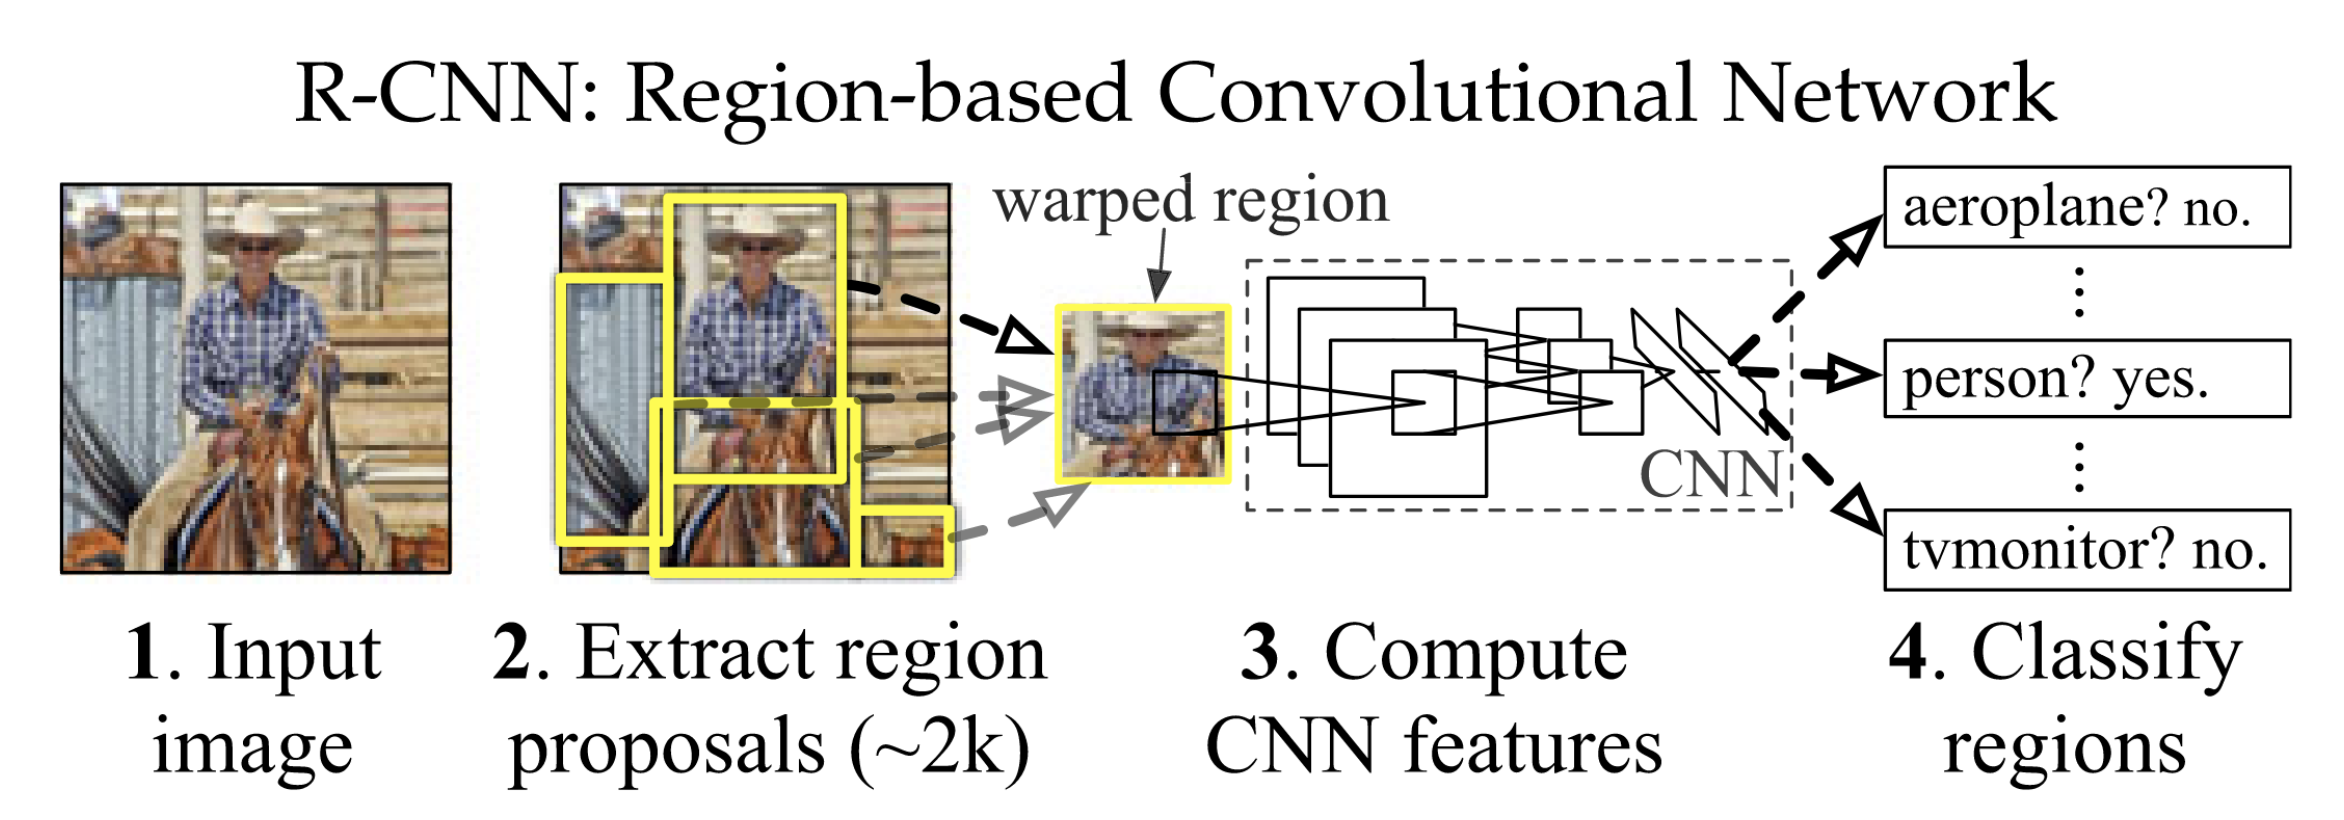 R-CNN: Region-based Convolutional Network
warped region
aeroplane? no.
person? yes.
CNN
tvmonitor? no.
1. Input
image
2. Extract region
proposals (~2k)
3. Compute
CNN features
4. Classify
regions